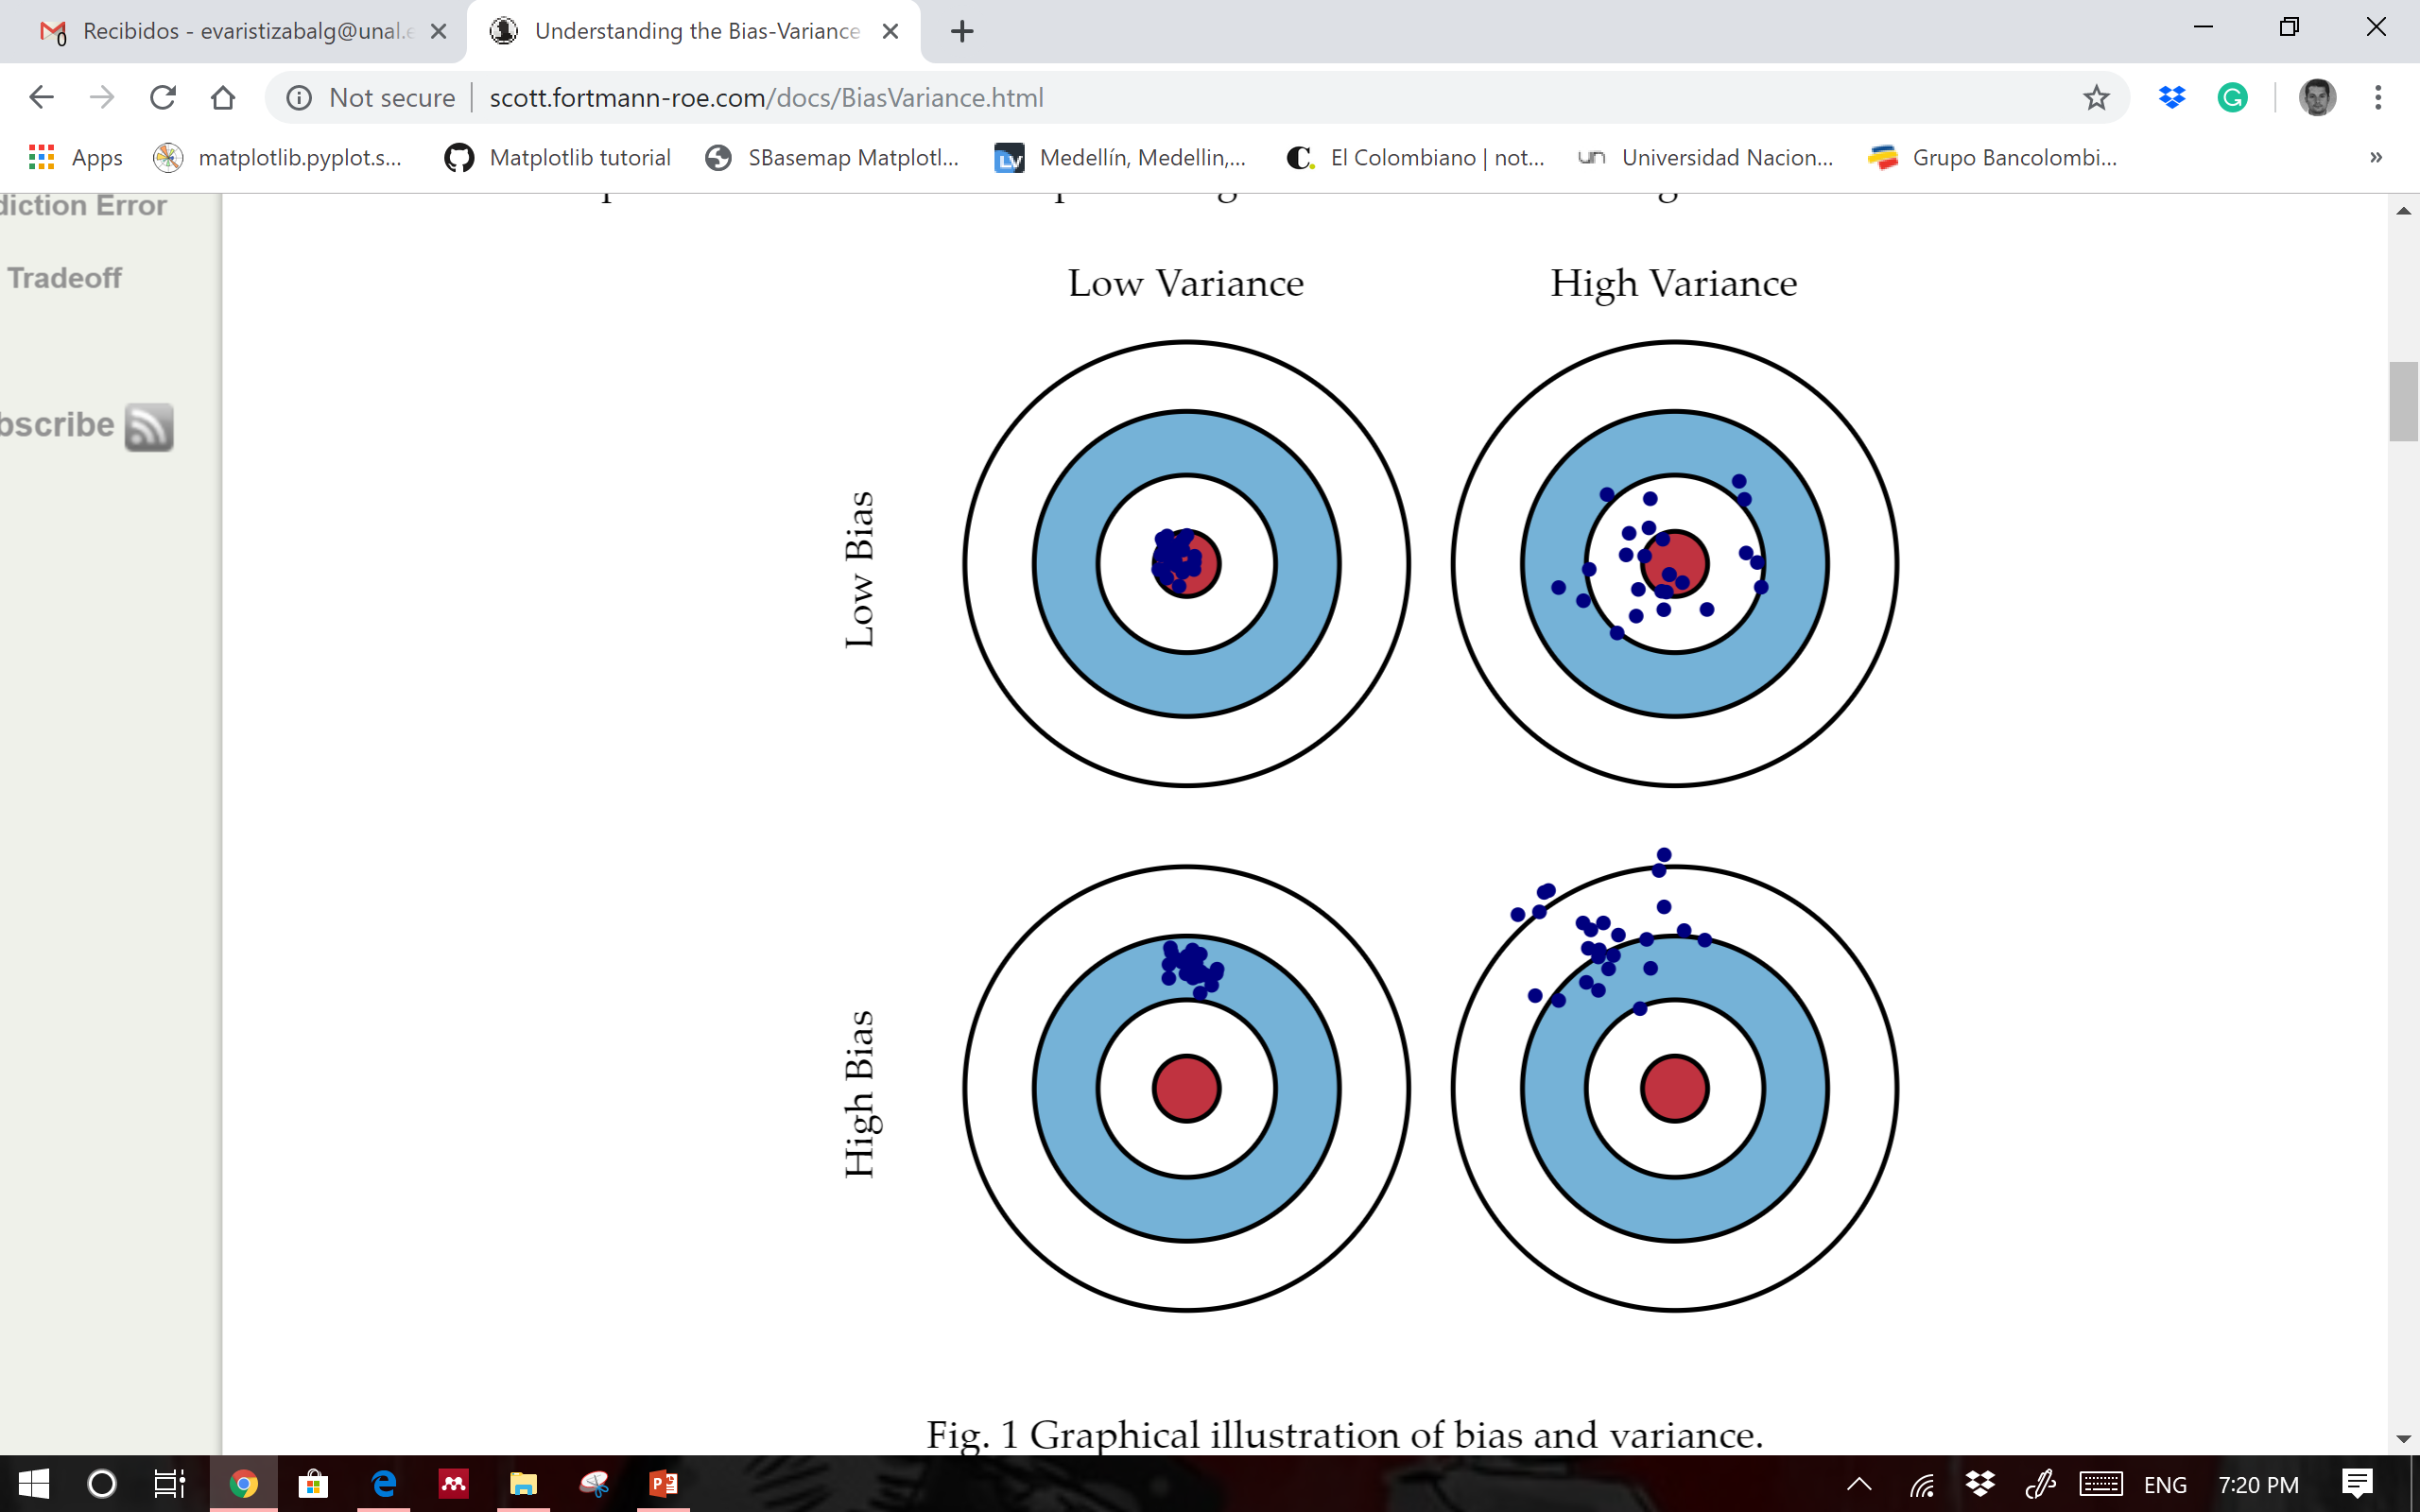 Recibidos - evaristizabalg@unal.e
Understanding the Bias-Variance
Not secure
scott.fortmann-roe.com/docs/BiasVariance.html
Apps
matplotlib.pyplot.s...
Matplotlib tutorial
SBasemap Matplotl...
Medellín, Medellin,...
El Colombiano | not...
Universidad Nacion...
Grupo Bancolombi...
»
diction Error
Tradeoff
bscribe
Low Variance
High Variance
Low Bias
High Bias
Fig. 1 Graphical illustration of bias and variance.
ENG
7:20 PM